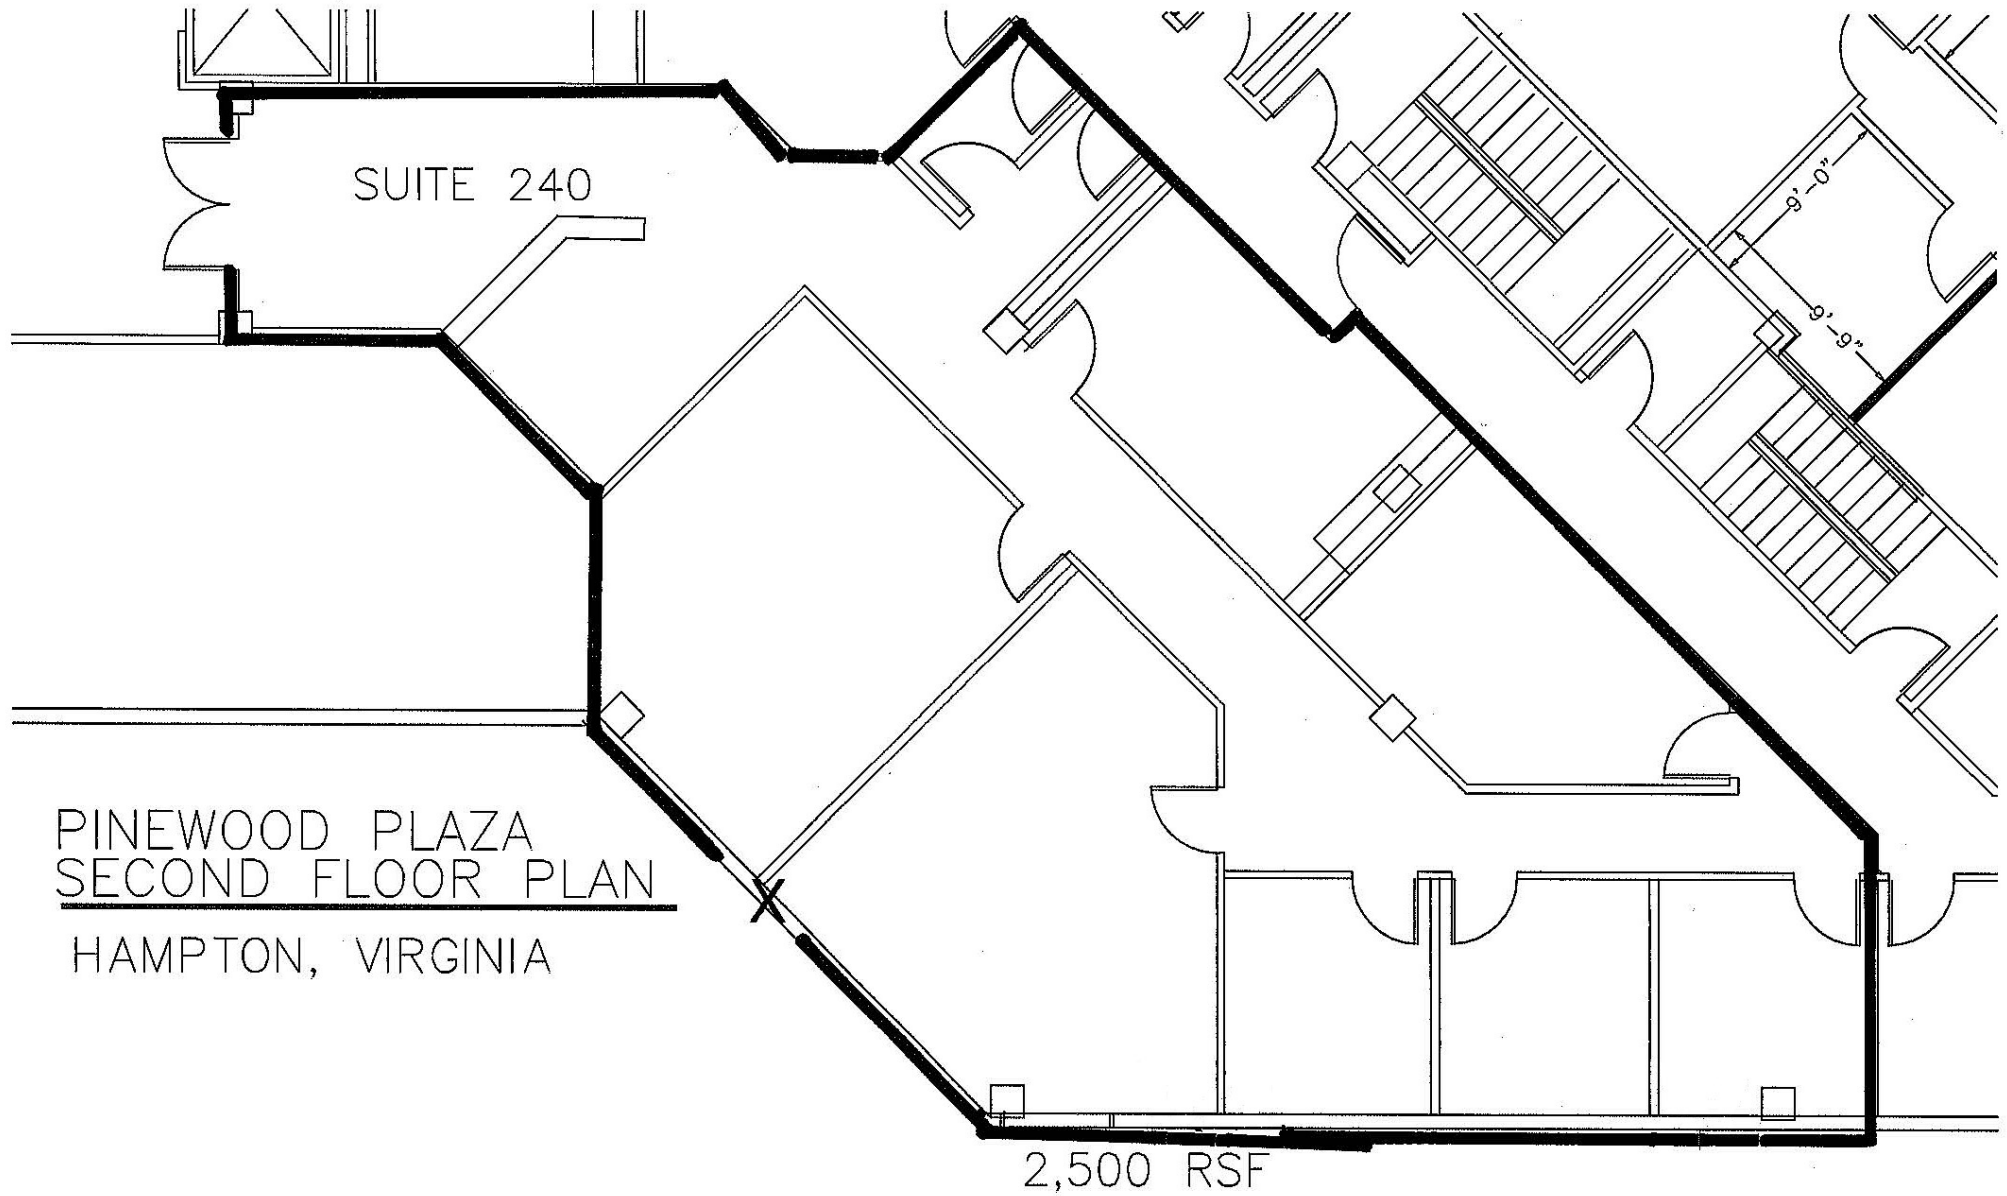 SUITE 240
9'-0"
9'-9"
PINEWOOD PLAZA
SECOND FLOOR PLAN
X
HAMPTON, VIRGINIA
2,500 RSF